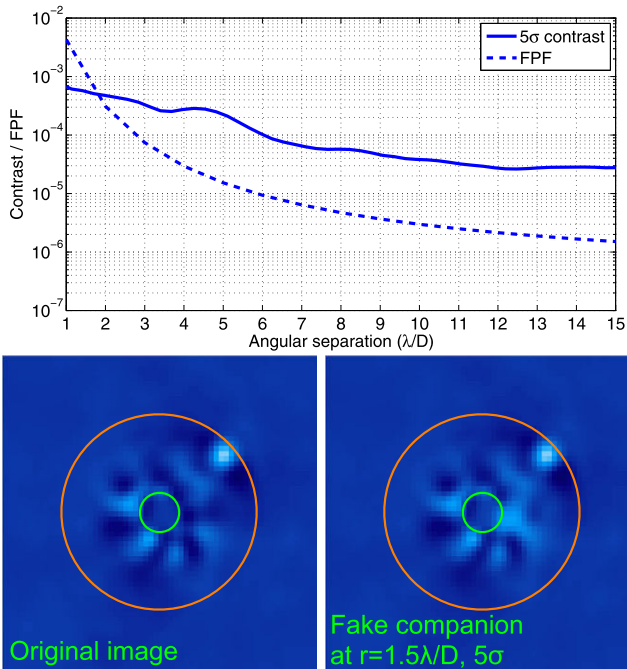 10⁻²
10⁻³
10⁻⁴
10⁻⁵
10⁻⁶
10⁻⁷
Contrast / FPF
5σ contrast
FPF
1 2 3 4 5 6 7 8 9 10 11 12 13 14 15
Angular separation (λ/D)
Original image
Fake companion
at r=1.5λ/D, 5σ